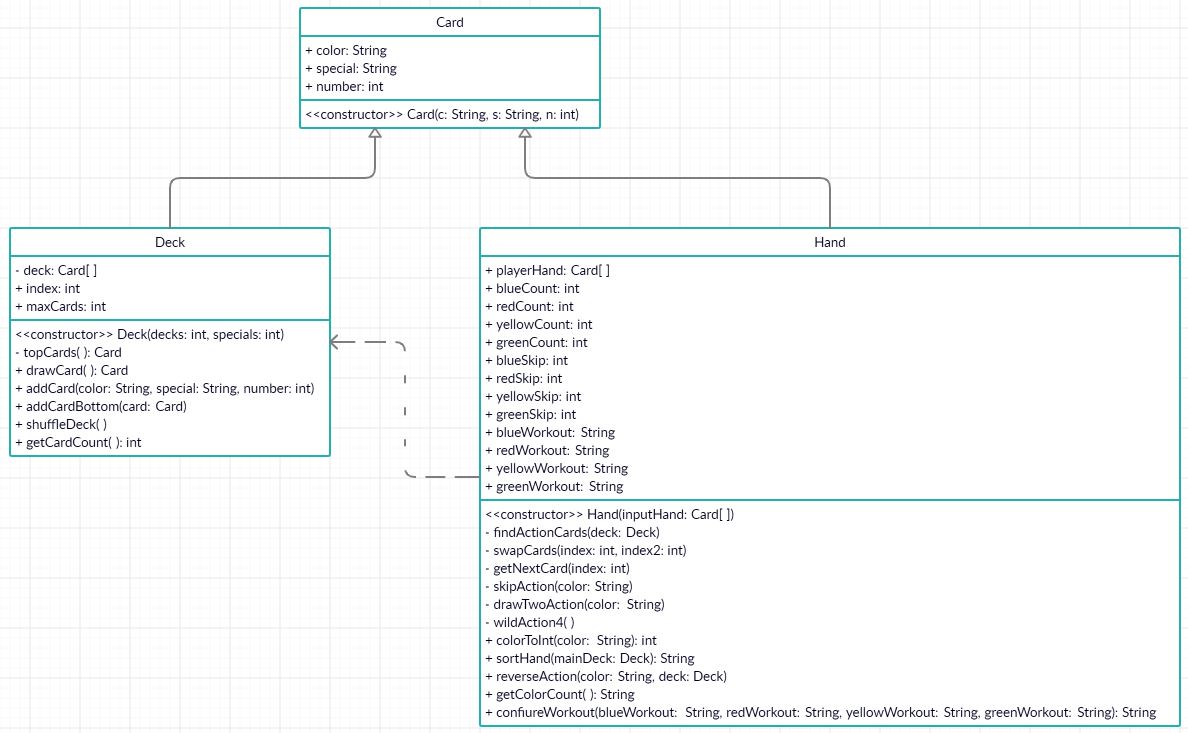 Card
+ color: String
+ special: String
+ number: int
<<constructor>> Card(c: String, s: String, n: int)
Deck
- deck: Card[ ]
+ index: int
+ maxCards: int
<<constructor>> Deck(decks: int, specials: int)
- topCards( ): Card
+ drawCard( ): Card
+ addCard(color: String, special: String, number: int)
+ addCardBottom(card: Card)
+ shuffleDeck( )
+ getCardCount( ): int
Hand
+ playerHand: Card[ ]
+ blueCount: int
+ redCount: int
+ yellowCount: int
+ greenCount: int
+ blueSkip: int
+ redSkip: int
+ yellowSkip: int
+ greenSkip: int
+ blueWorkout: String
+ redWorkout: String
+ yellowWorkout: String
+ greenWorkout: String
<<constructor>> Hand(inputHand: Card[ ])
- findActionCards(deck: Deck)
- swapCards(index: int, index2: int)
- getNextCard(index: int)
- skipAction(color: String)
- drawTwoAction(color: String)
- wildAction4( )
+ colorToInt(color: String): int
+ sortHand(mainDeck: Deck): String
+ reverseAction(color: String, deck: Deck)
+ getColorCount( ): String
+ confiureWorkout(blueWorkout: String, redWorkout: String, yellowWorkout: String, greenWorkout: String): String